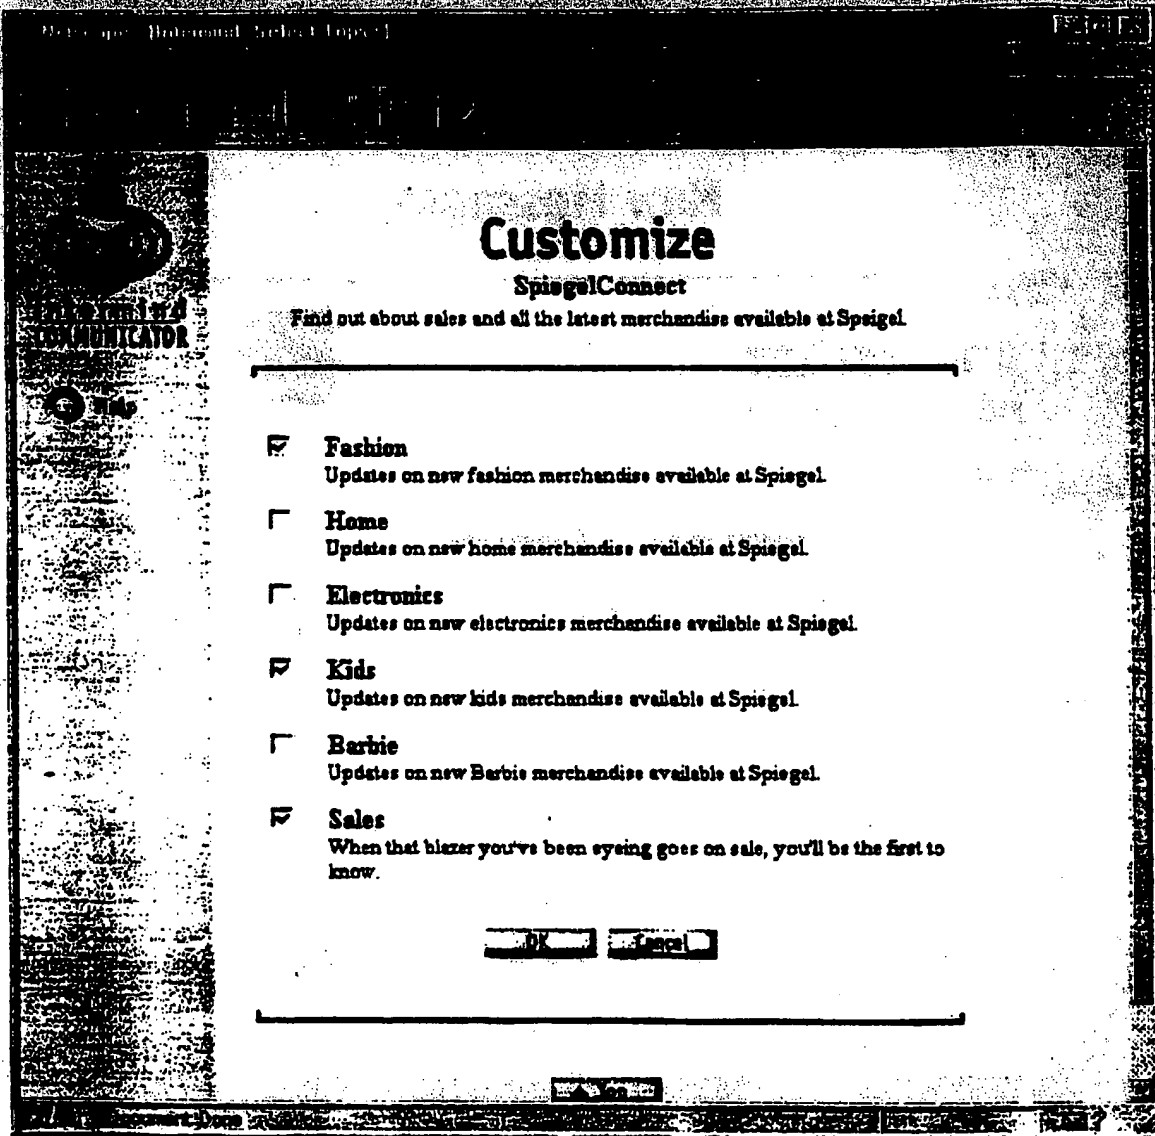 Customize
SpiegelConnect
Find out about sales and all the latest merchandise available at Speigel.
COMMUNICATOR
Help
Fashion
Updates on new fashion merchandise available at Spiegel.
Home
Updates on new home merchandise available at Spiegel.
Electronics
Updates on new electronics merchandise available at Spiegel.
Kids
Updates on new kids merchandise available at Spiegel.
Barbie
Updates on new Barbie merchandise available at Spiegel.
Sales
When that blazer you've been eyeing goes on sale, you'll be the first to
know.
OK Cancel
Done